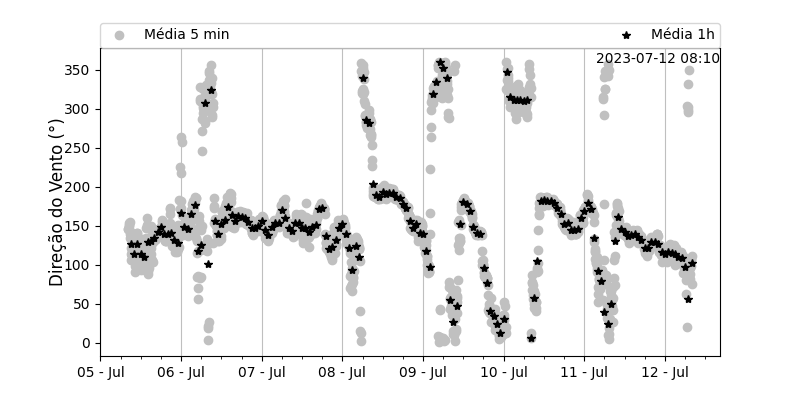 Média 5 min
Média 1h
2023-07-12 08:10
Direção do Vento (°)
350
300
250
200
150
100
50
0
05 - Jul
06 - Jul
07 - Jul
08 - Jul
09 - Jul
10 - Jul
11 - Jul
12 - Jul